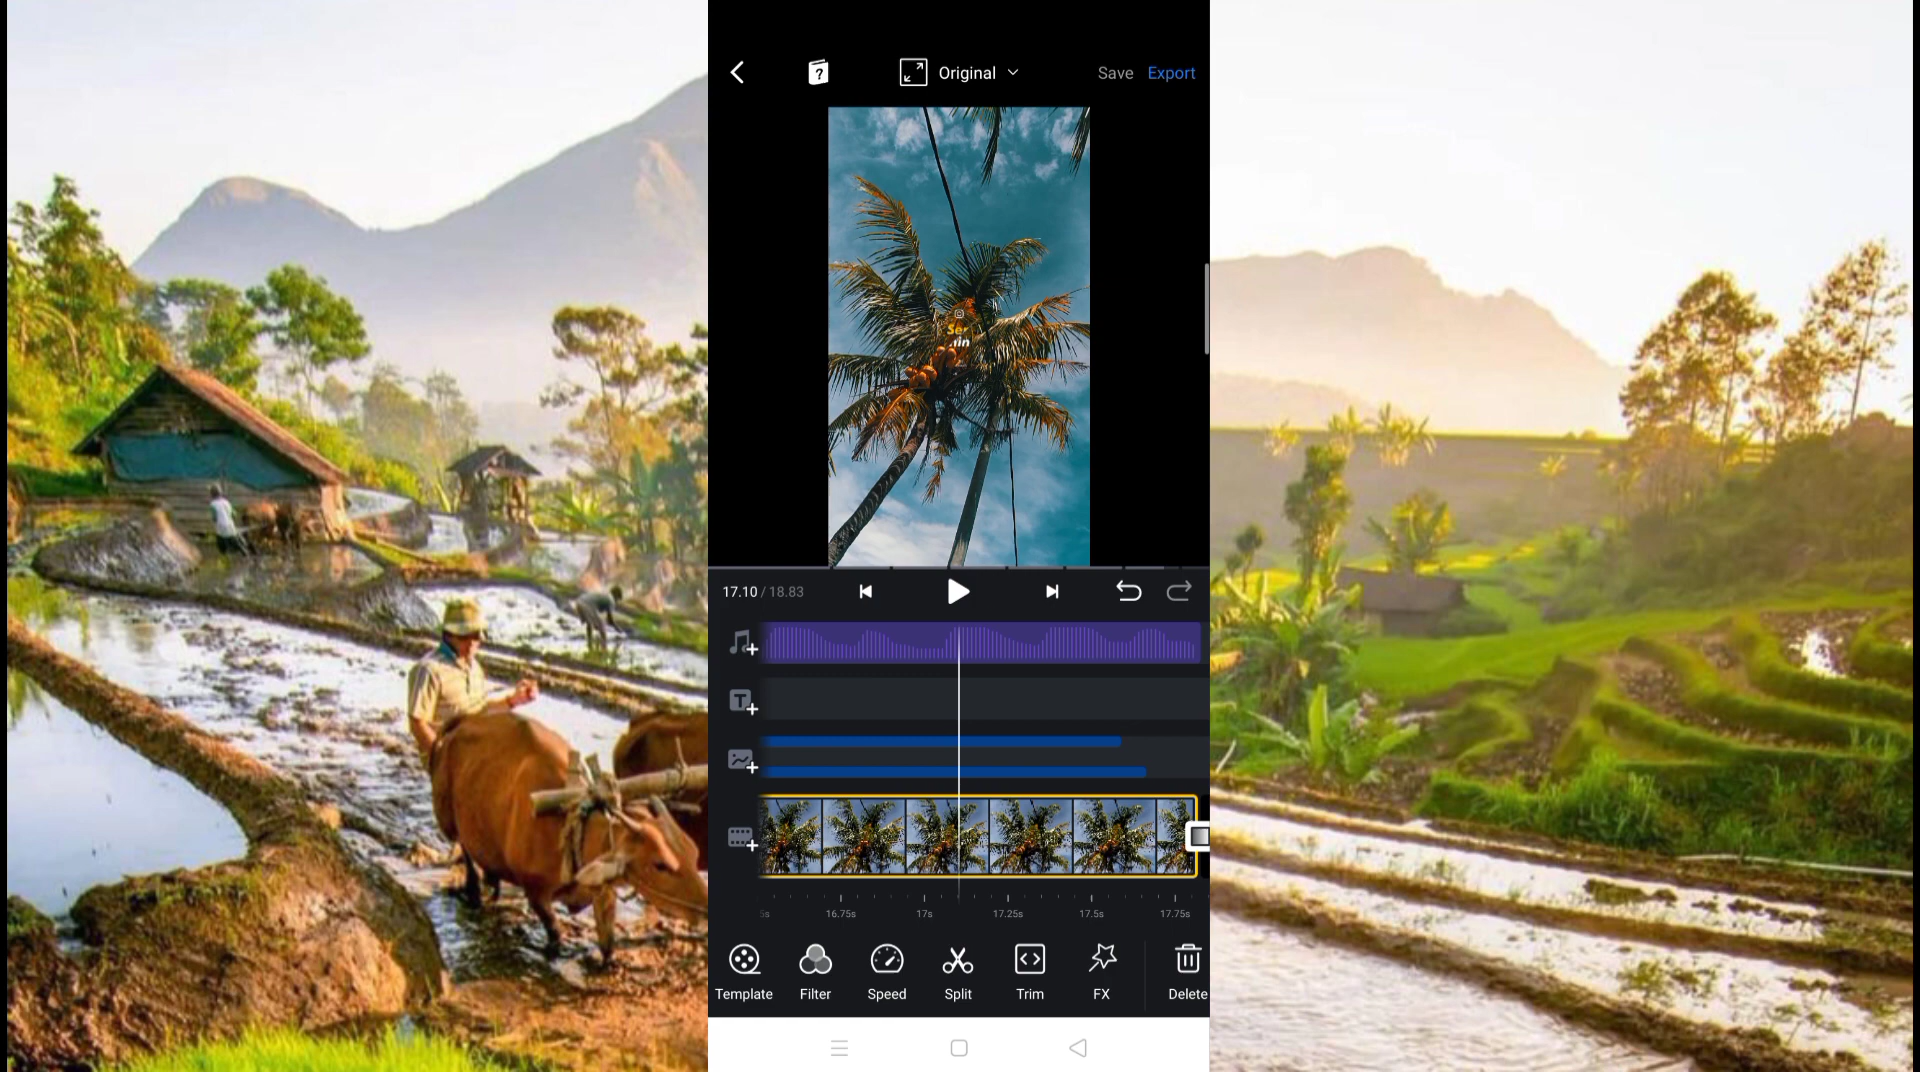 Original Save Export
Ser
17.10 / 18.83
16.75s 17s 17.25s 17.5s 17.75s
Template Filter Speed Split Trim FX Delete